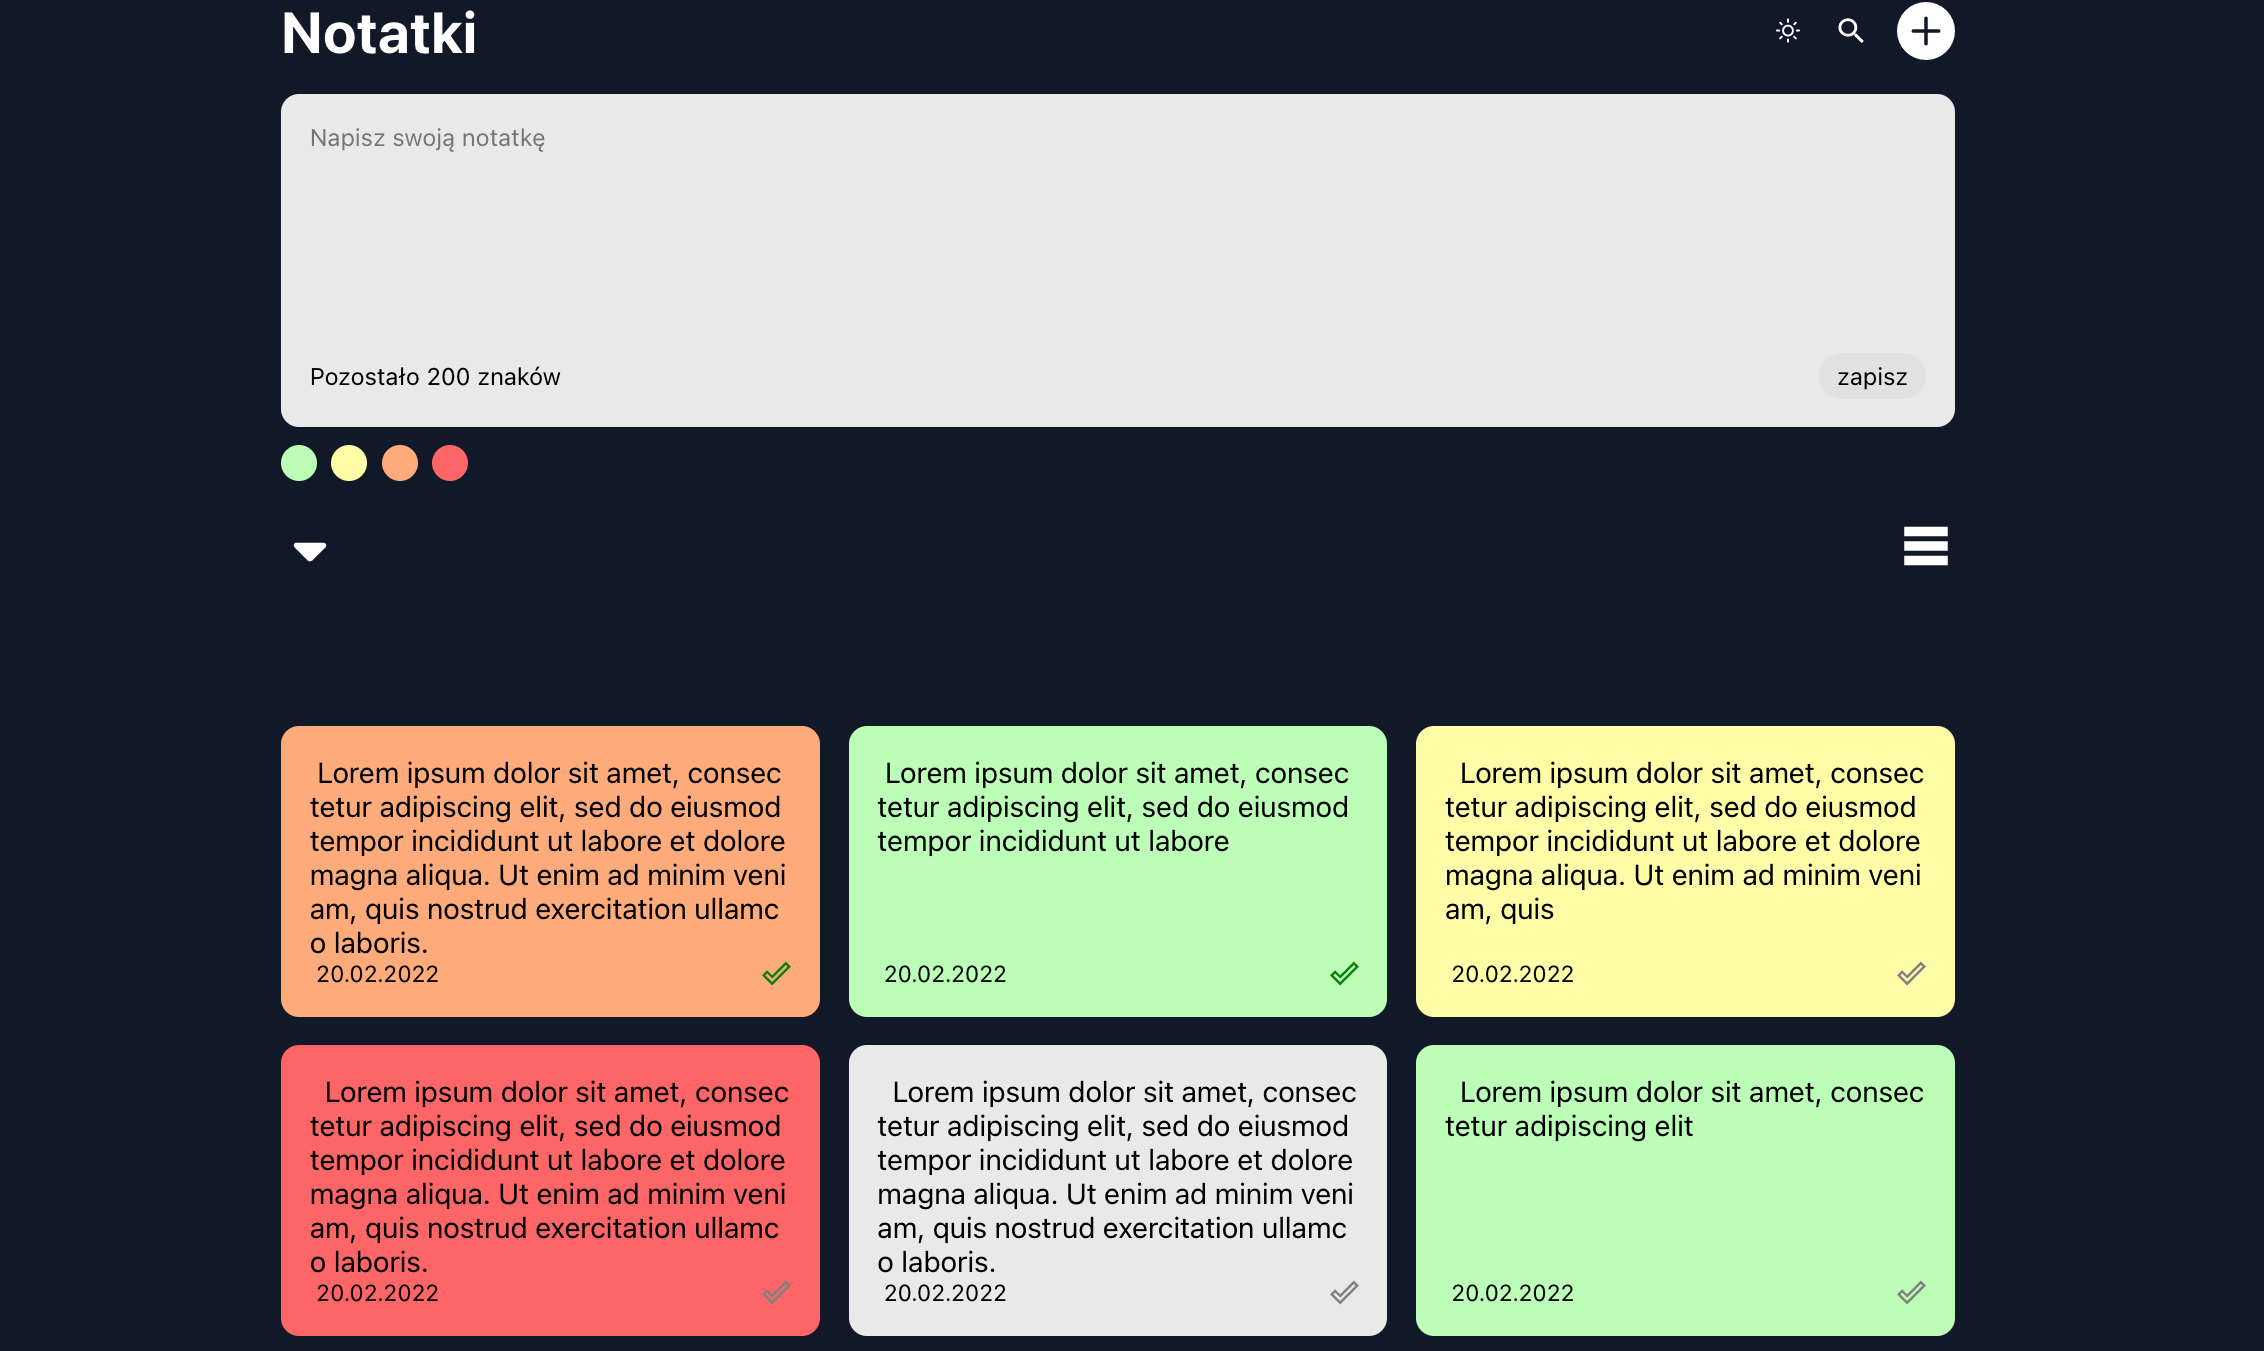 Notatki
Napisz swoją notatkę
Pozostało 200 znaków
zapisz
Lorem ipsum dolor sit amet, consec
tetur adipiscing elit, sed do eiusmod
tempor incididunt ut labore et dolore
magna aliqua. Ut enim ad minim veni
am, quis nostrud exercitation ullamc
o laboris.
20.02.2022
Lorem ipsum dolor sit amet, consec
tetur adipiscing elit, sed do eiusmod
tempor incididunt ut labore
20.02.2022
Lorem ipsum dolor sit amet, consec
tetur adipiscing elit, sed do eiusmod
tempor incididunt ut labore et dolore
magna aliqua. Ut enim ad minim veni
am, quis
20.02.2022
Lorem ipsum dolor sit amet, consec
tetur adipiscing elit, sed do eiusmod
tempor incididunt ut labore et dolore
magna aliqua. Ut enim ad minim veni
am, quis nostrud exercitation ullamc
o laboris.
20.02.2022
Lorem ipsum dolor sit amet, consec
tetur adipiscing elit, sed do eiusmod
tempor incididunt ut labore et dolore
magna aliqua. Ut enim ad minim veni
am, quis nostrud exercitation ullamc
o laboris.
20.02.2022
Lorem ipsum dolor sit amet, consec
tetur adipiscing elit
20.02.2022